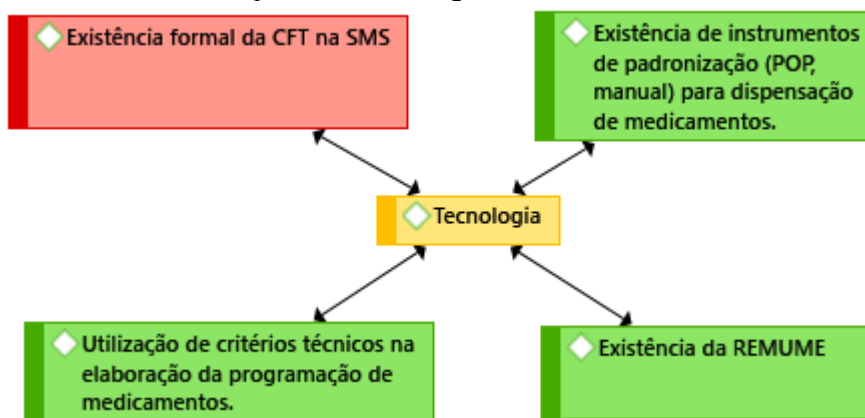 Existência formal da CFT na SMS
Existência de instrumentos
de padronização (POP,
manual) para dispensação
de medicamentos.
Tecnologia
Utilização de critérios técnicos na
elaboração da programação de
medicamentos.
Existência da REMUME